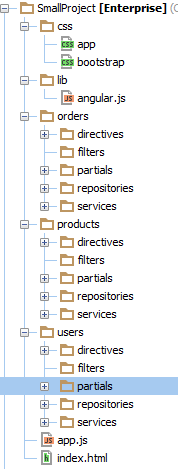 SmallProject [Enterprise] (
css
app
bootstrap
lib
angular.js
orders
directives
filters
partials
repositories
services
products
directives
filters
partials
repositories
services
users
directives
filters
partials
repositories
services
app.js
index.html